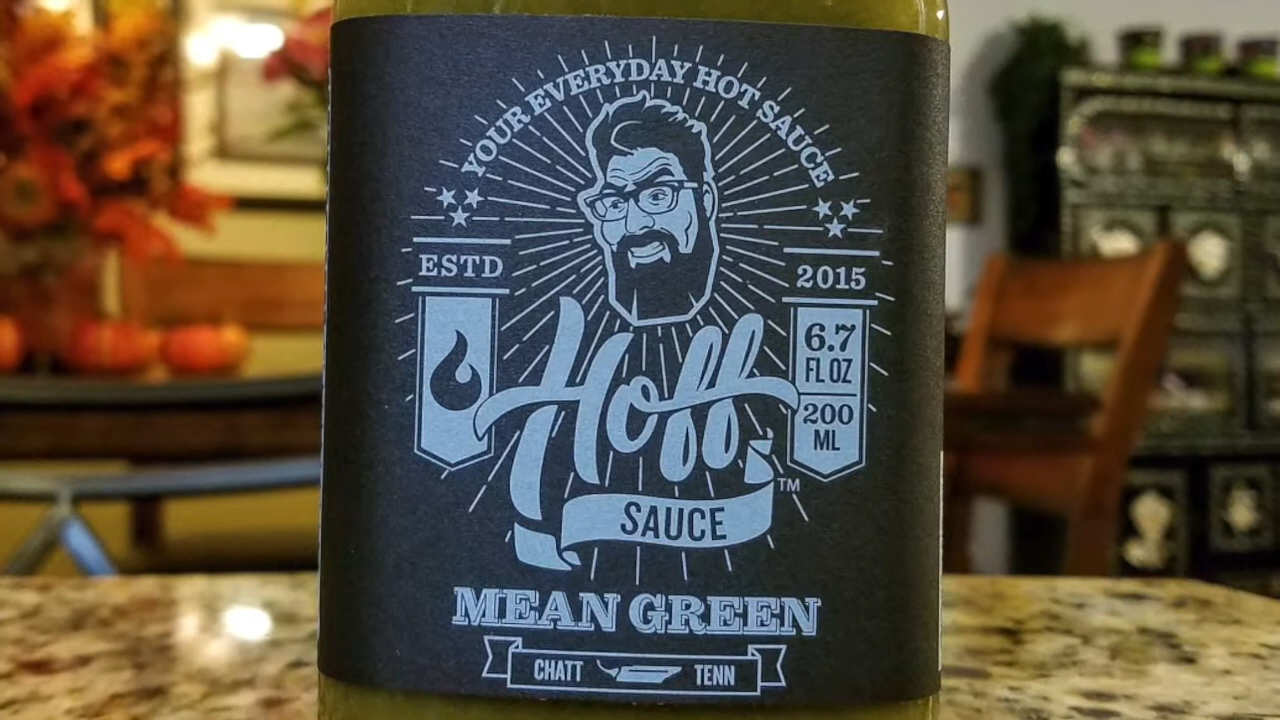 YOUR EVERYDAY HOT SAUCE
ESTD
2015
6.7
FL OZ
200
ML
Hoff
TM
SAUCE
MEAN GREEN
CHATT TENN